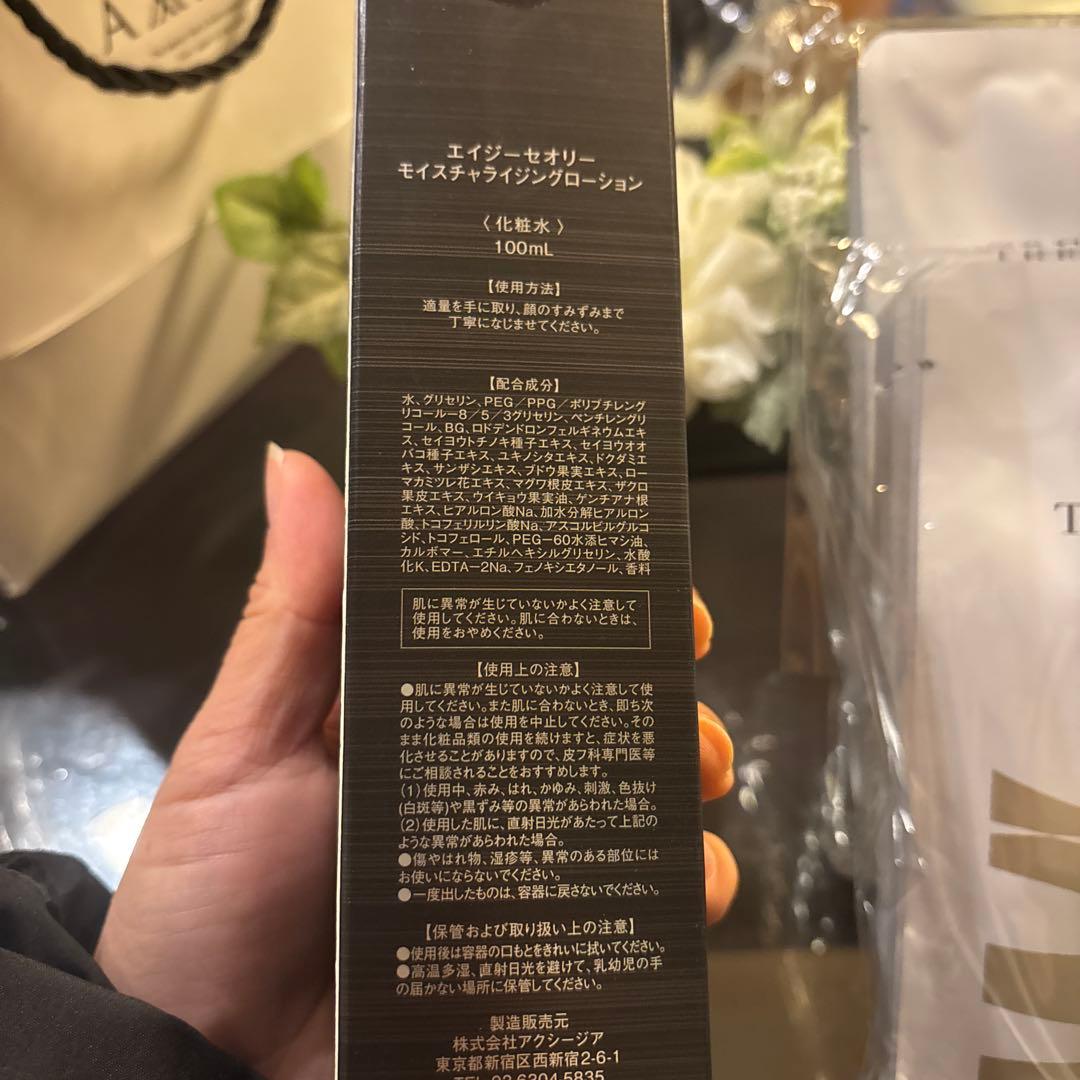 エイジーセオリー
モイスチャライジングローション
〈化粧水〉
100mL
【使用方法】
適量を手に取り、顔のすみずみまで
丁寧になじませてください。
【配合成分】
水、グリセリン、PEG／PPG／ポリブチレング
リコール－8／5／3グリセリン、ペンチレングリ
コール、BG、ロドデンドロンフェルギネウムエキ
ス、セイヨウトチノキ種子エキス、セイヨウオオ
バコ種子エキス、ユキノシタエキス、ドクダミエ
キス、サンザシエキス、ブドウ果実エキス、ロー
マカミツレ花エキス、マグワ根皮エキス、ザクロ
果皮エキス、ウイキョウ果実油、ゲンチアナ根
エキス、ヒアルロン酸Na、加水分解ヒアルロン
酸、トコフェリルリン酸Na、アスコルビルグルコ
シド、トコフェロール、PEG－60水添ヒマシ油、
カルボマー、エチルヘキシルグリセリン、水酸
化K、EDTA－2Na、フェノキシエタノール、香料
肌に異常が生じていないかよく注意して
使用してください。肌に合わないときは、
使用をおやめください。
【使用上の注意】
●肌に異常が生じていないかよく注意して使
用してください。また肌に合わないとき、即ち次
のような場合は使用を中止してください。その
まま化粧品類の使用を続けますと、症状を悪
化させることがありますので、皮フ科専門医等
にご相談されることをおすすめします。
(1)使用中、赤み、はれ、かゆみ、刺激、色抜け
(白斑等)や黒ずみ等の異常があらわれた場合。
(2)使用した肌に、直射日光があたって上記の
ような異常があらわれた場合。
●傷やはれ物、湿疹等、異常のある部位には
お使いにならないでください。
●一度出したものは、容器に戻さないでください。
【保管および取り扱い上の注意】
●使用後は容器の口もとをきれいに拭いてください。
●高温多湿、直射日光を避けて、乳幼児の手
の届かない場所に保管してください。
製造販売元
株式会社アクシージア
東京都新宿区西新宿2-6-1
TEL 03 6304 5835